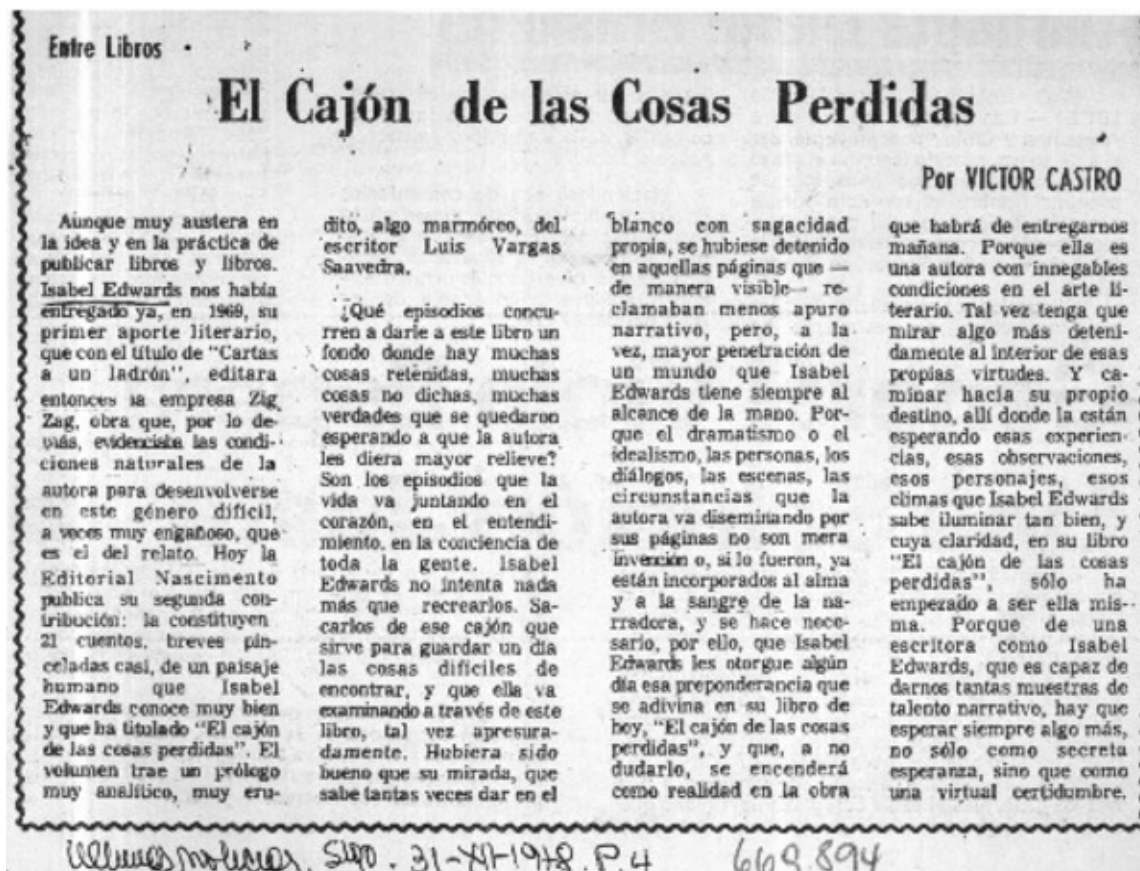 Entre Libros
El Cajón de las Cosas Perdidas
Por VICTOR CASTRO
Aunque muy austera en
la idea y en la práctica de
publicar libros y libros.
Isabel Edwards nos había
entregado ya, en 1969, su
primer aporte literario,
que con el título de "Cartas
a un ladrón", editara
entonces la empresa Zig
Zag, obra que, por lo de-
más, evidenciaba las condi-
ciones naturales de la
autora para desenvolverse
en este género difícil,
a veces muy engañoso, que
es el del relato. Hoy la
Editorial Nascimento
publica su segunda con-
tribución: la constituyen
21 cuentos, breves pin-
celadas casi, de un paisaje
humano que Isabel
Edwards conoce muy bien
y que ha titulado "El cajón
de las cosas perdidas". El
volumen trae un prólogo
muy analítico, muy eru-
dito, algo marmóreo, del
escritor Luis Vargas
Saavedra.
¿Qué episodios concu-
rren a darle a este libro un
fondo donde hay muchas
cosas retenidas, muchas
cosas no dichas, muchas
verdades que se quedaron
esperando a que la autora
les diera mayor relieve?
Son los episodios que la
vida va juntando en el
corazón, en el entendi-
miento, en la conciencia de
toda la gente. Isabel
Edwards no intenta nada
más que recrearlos. Sa-
carlos de ese cajón que
sirve para guardar un día
las cosas difíciles de
encontrar, y que ella va
examinando a través de este
libro, tal vez apresura-
damente. Hubiera sido
bueno que su mirada, que
sabe tantas veces dar en el
blanco con sagacidad
propia, se hubiese detenido
en aquellas páginas que —
de manera visible— re-
clamaban menos apuro
narrativo, pero, a la
vez, mayor penetración de
un mundo que Isabel
Edwards tiene siempre al
alcance de la mano. Por-
que el dramatismo o el
idealismo, las personas, los
diálogos, las escenas, las
circunstancias que la
autora va diseminando por
sus páginas no son mera
invención o, si lo fueron, ya
están incorporados al alma
y a la sangre de la na-
rradora, y se hace nece-
sario, por ello, que Isabel
Edwards les otorgue algún
día esa preponderancia que
se adivina en su libro de
hoy, "El cajón de las cosas
perdidas", y que, a no
dudarlo, se encenderá
como realidad en la obra
que habrá de entregarnos
mañana. Porque ella es
una autora con innegables
condiciones en el arte li-
terario. Tal vez tenga que
mirar algo más deteni-
damente al interior de esas
propias virtudes. Y ca-
minar hacia su propio
destino, allí donde la están
esperando esas experien-
cias, esas observaciones,
esos personajes, esos
climas que Isabel Edwards
sabe iluminar tan bien, y
cuya claridad, en su libro
"El cajón de las cosas
perdidas", sólo ha
empezado a ser ella mis-
ma. Porque de una
escritora como Isabel
Edwards, que es capaz de
darnos tantas muestras de
talento narrativo, hay que
esperar siempre algo más,
no sólo como secreta
esperanza, sino que como
una virtual certidumbre.
Stgo. 31-XII-1978. P. 4 668.894